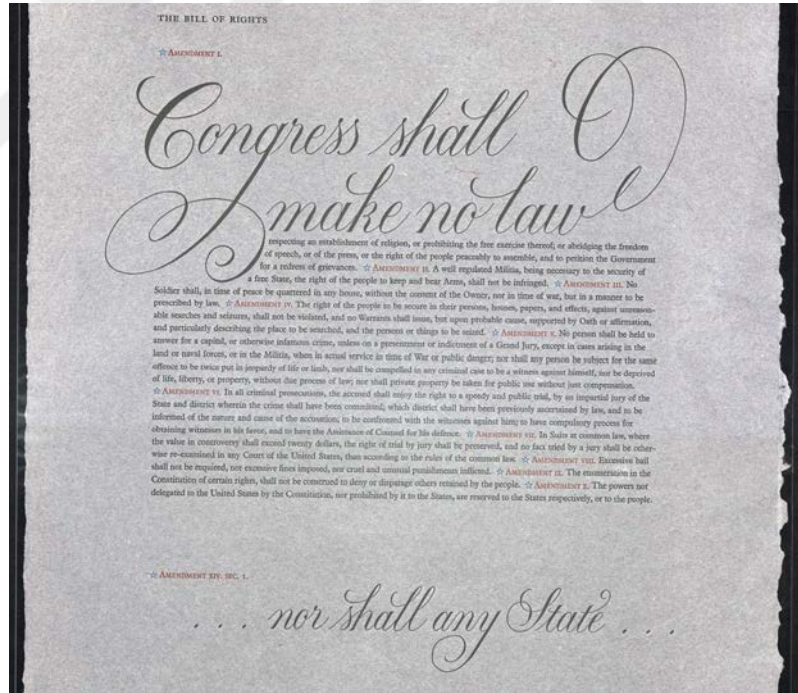 THE BILL OF RIGHTS
☆ AMENDMENT I.
Congress shall
make no law
respecting an establishment of religion, or prohibiting the free exercise thereof; or abridging the freedom
of speech, or of the press, or the right of the people peaceably to assemble, and to petition the Government
for a redress of grievances. ☆ AMENDMENT II. A well regulated Militia, being necessary to the security of
a free State, the right of the people to keep and bear Arms, shall not be infringed. ☆ AMENDMENT III. No
Soldier shall, in time of peace be quartered in any house, without the consent of the Owner, nor in time of war, but in a manner to be
prescribed by law. ☆ AMENDMENT IV. The right of the people to be secure in their persons, houses, papers, and effects, against unreason-
able searches and seizures, shall not be violated, and no Warrants shall issue, but upon probable cause, supported by Oath or affirmation,
and particularly describing the place to be searched, and the persons or things to be seized. ☆ AMENDMENT V. No person shall be held to
answer for a capital, or otherwise infamous crime, unless on a presentment or indictment of a Grand Jury, except in cases arising in the
land or naval forces, or in the Militia, when in actual service in time of War or public danger; nor shall any person be subject for the same
offence to be twice put in jeopardy of life or limb, nor shall be compelled in any criminal case to be a witness against himself, nor be deprived
of life, liberty, or property, without due process of law; nor shall private property be taken for public use without just compensation.
☆ AMENDMENT VI. In all criminal prosecutions, the accused shall enjoy the right to a speedy and public trial, by an impartial jury of the
State and district wherein the crime shall have been committed; which district shall have been previously ascertained by law, and to be
informed of the nature and cause of the accusation; to be confronted with the witnesses against him; to have compulsory process for
obtaining witnesses in his favor, and to have the Assistance of Counsel for his defence. ☆ AMENDMENT VII. In Suits at common law, where
the value in controversy shall exceed twenty dollars, the right of trial by jury shall be preserved, and no fact tried by a jury shall be other-
wise re-examined in any Court of the United States, than according to the rules of the common law. ☆ AMENDMENT VIII. Excessive bail
shall not be required, nor excessive fines imposed, nor cruel and unusual punishments inflicted. ☆ AMENDMENT IX. The enumeration in the
Constitution of certain rights, shall not be construed to deny or disparage others retained by the people. ☆ AMENDMENT X. The powers not
delegated to the United States by the Constitution, nor prohibited by it to the States, are reserved to the States respectively, or to the people.
☆ AMENDMENT XIV. SEC. 1.
. . . nor shall any State . . .